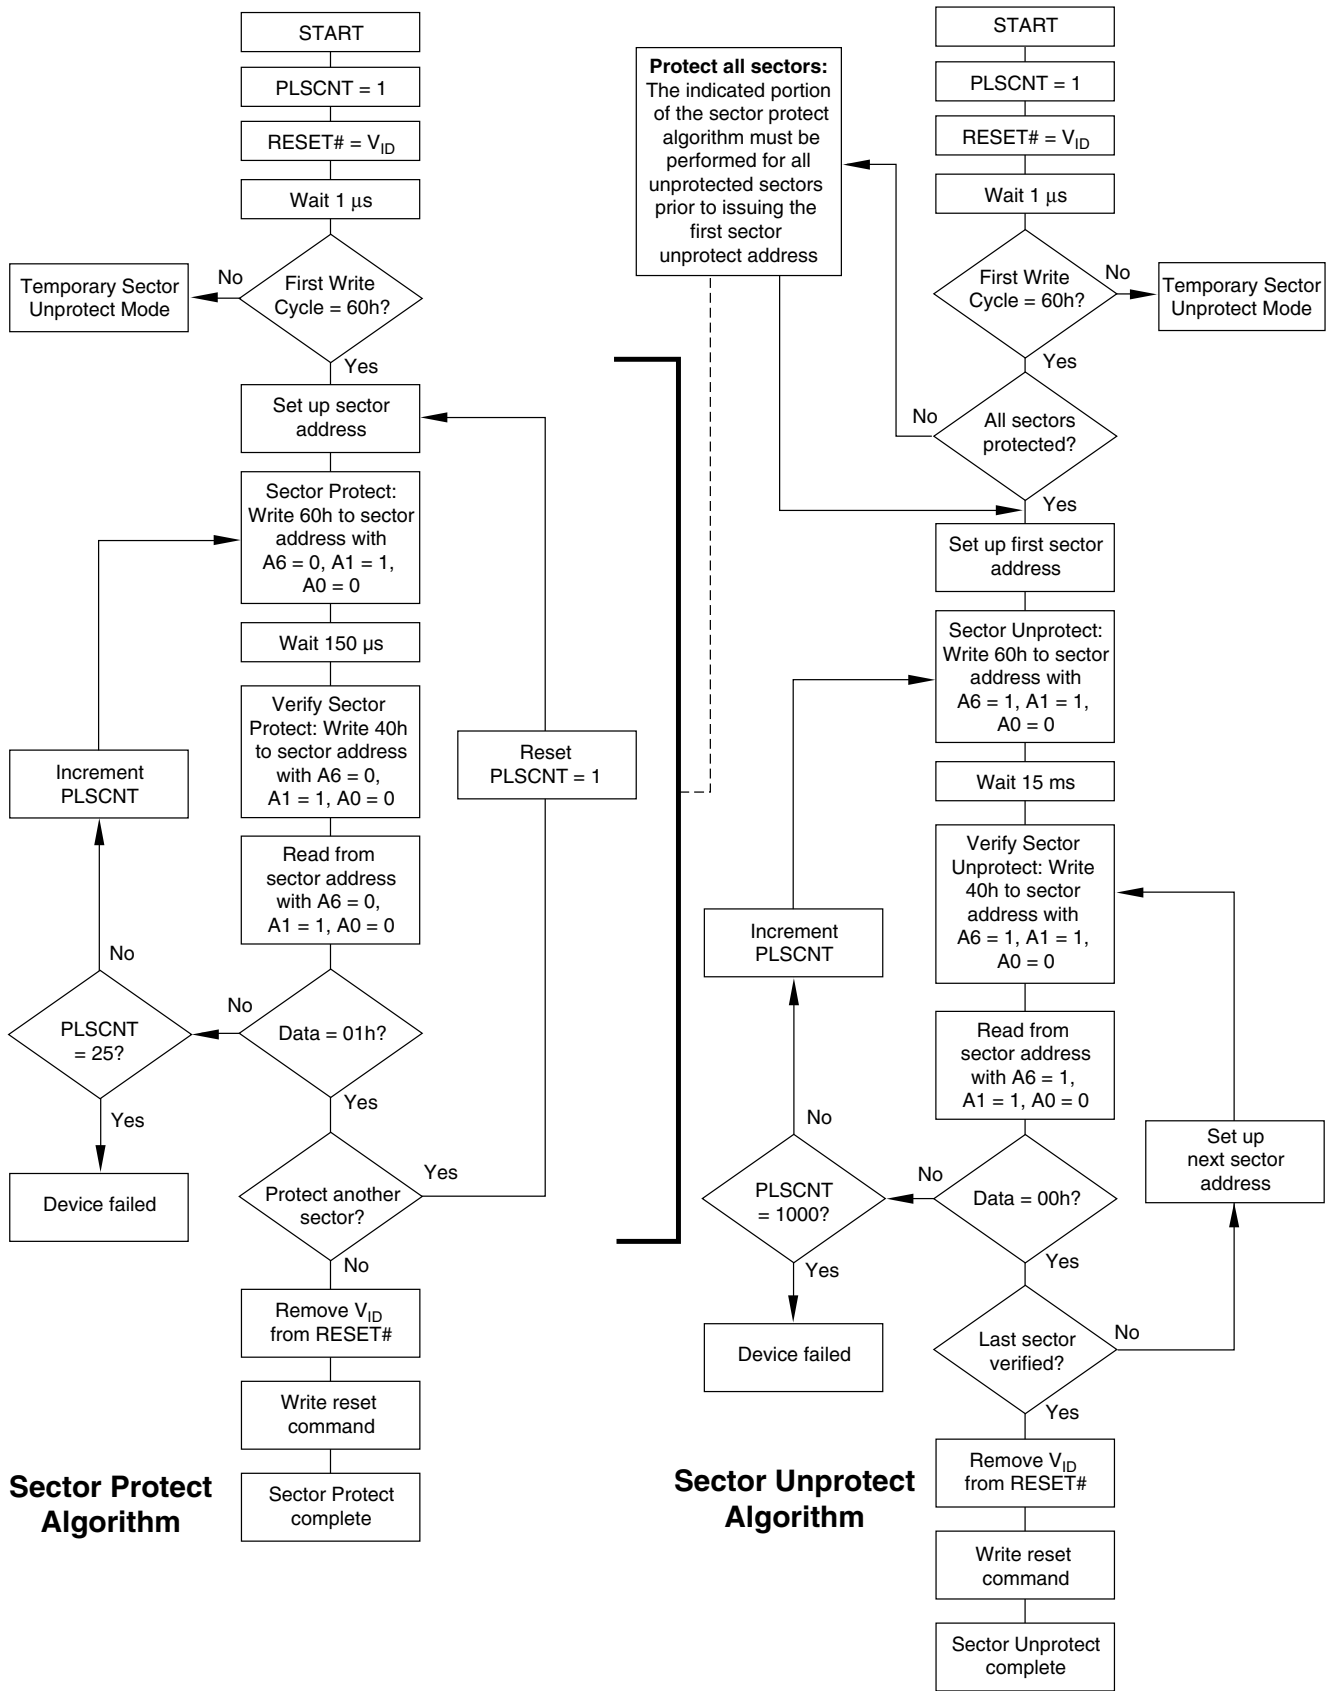 START
PLSCNT = 1
RESET# = VID
Wait 1 μs
First Write
Cycle = 60h?
No
Temporary Sector
Unprotect Mode
Yes
Set up sector
address
Sector Protect:
Write 60h to sector
address with
A6 = 0, A1 = 1,
A0 = 0
Wait 150 μs
Verify Sector
Protect: Write 40h
to sector address
with A6 = 0,
A1 = 1, A0 = 0
Reset
PLSCNT = 1
Increment
PLSCNT
Read from
sector address
with A6 = 0,
A1 = 1, A0 = 0
No
No
PLSCNT
= 25?
Data = 01h?
Yes
Yes
Device failed
Protect another
sector?
Yes
No
Remove VID
from RESET#
Write reset
command
Sector Protect
complete
Sector Protect
Algorithm
Protect all sectors:
The indicated portion
of the sector protect
algorithm must be
performed for all
unprotected sectors
prior to issuing the
first sector
unprotect address
START
PLSCNT = 1
RESET# = VID
Wait 1 μs
First Write
Cycle = 60h?
No
Temporary Sector
Unprotect Mode
Yes
No
All sectors
protected?
Yes
Set up first sector
address
Sector Unprotect:
Write 60h to sector
address with
A6 = 1, A1 = 1,
A0 = 0
Wait 15 ms
Verify Sector
Unprotect: Write
40h to sector
address with
A6 = 1, A1 = 1,
A0 = 0
Increment
PLSCNT
Read from
sector address
with A6 = 1,
A1 = 1, A0 = 0
No
Set up
next sector
address
No
PLSCNT
= 1000?
Data = 00h?
Yes
Yes
Device failed
Last sector
verified?
No
Yes
Remove VID
from RESET#
Write reset
command
Sector Unprotect
complete
Sector Unprotect
Algorithm